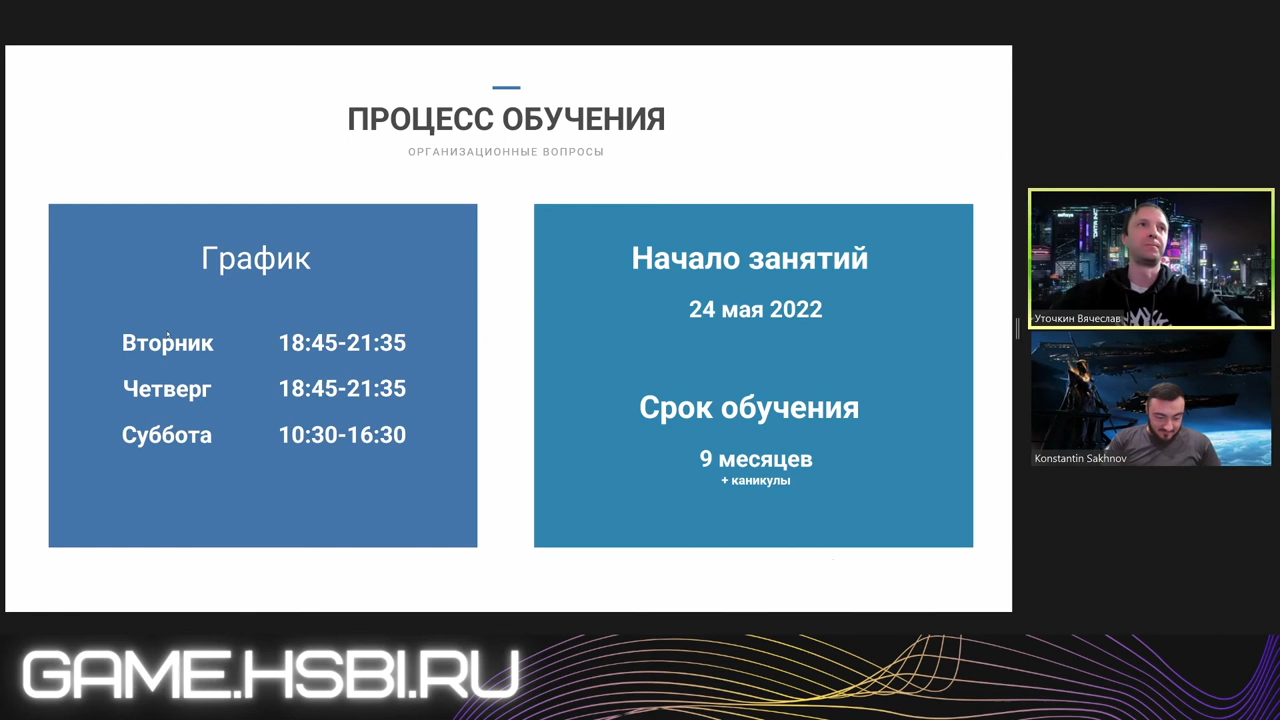 ПРОЦЕСС ОБУЧЕНИЯ
ОРГАНИЗАЦИОННЫЕ ВОПРОСЫ
График
Вторник 18:45-21:35
Четверг 18:45-21:35
Суббота 10:30-16:30
Начало занятий
24 мая 2022
Срок обучения
9 месяцев
+ каникулы
Уточкин Вячеслав
Konstantin Sakhnov
GAME.HSBI.RU